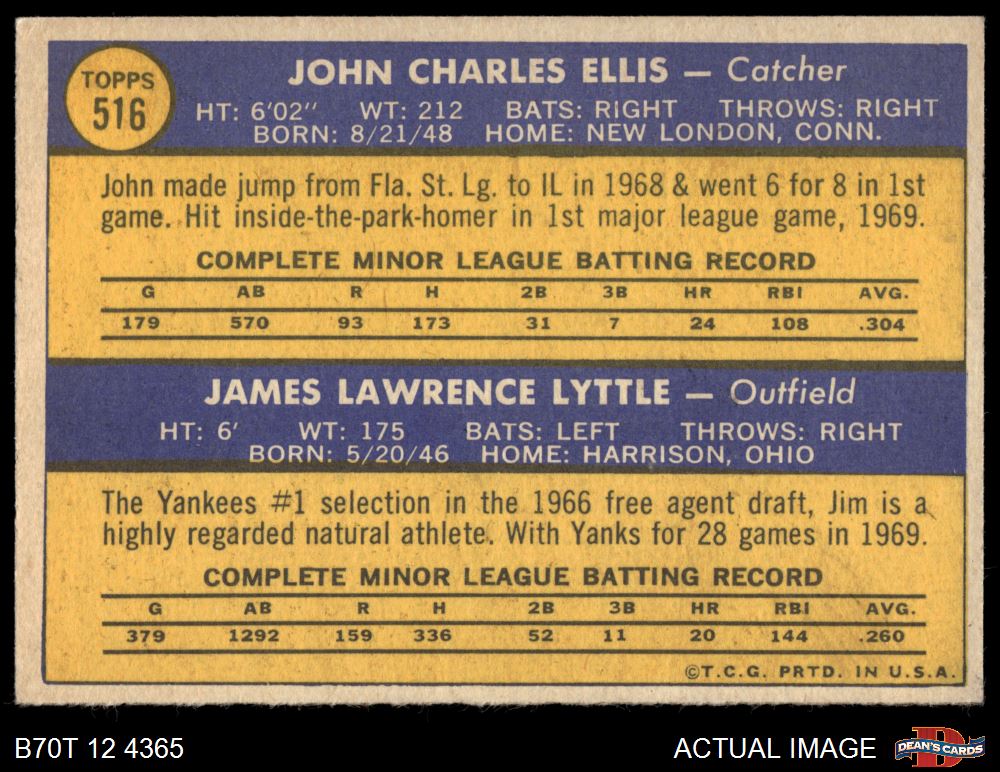 TOPPS
516
JOHN CHARLES ELLIS — Catcher
HT: 6'02" WT: 212 BATS: RIGHT THROWS: RIGHT
BORN: 8/21/48 HOME: NEW LONDON, CONN.
John made jump from Fla. St. Lg. to IL in 1968 & went 6 for 8 in 1st
game. Hit inside-the-park-homer in 1st major league game, 1969.
COMPLETE MINOR LEAGUE BATTING RECORD
G AB R H 2B 3B HR RBI AVG.
179 570 93 173 31 7 24 108 .304
JAMES LAWRENCE LYTTLE — Outfield
HT: 6' WT: 175 BATS: LEFT THROWS: RIGHT
BORN: 5/20/46 HOME: HARRISON, OHIO
The Yankees #1 selection in the 1966 free agent draft, Jim is a
highly regarded natural athlete. With Yanks for 28 games in 1969.
COMPLETE MINOR LEAGUE BATTING RECORD
G AB R H 2B 3B HR RBI AVG.
379 1292 159 336 52 11 20 144 .260
©T.C.G. PRTD. IN U.S.A.
B70T 12 4365
ACTUAL IMAGE
D
DEAN'S CARDS